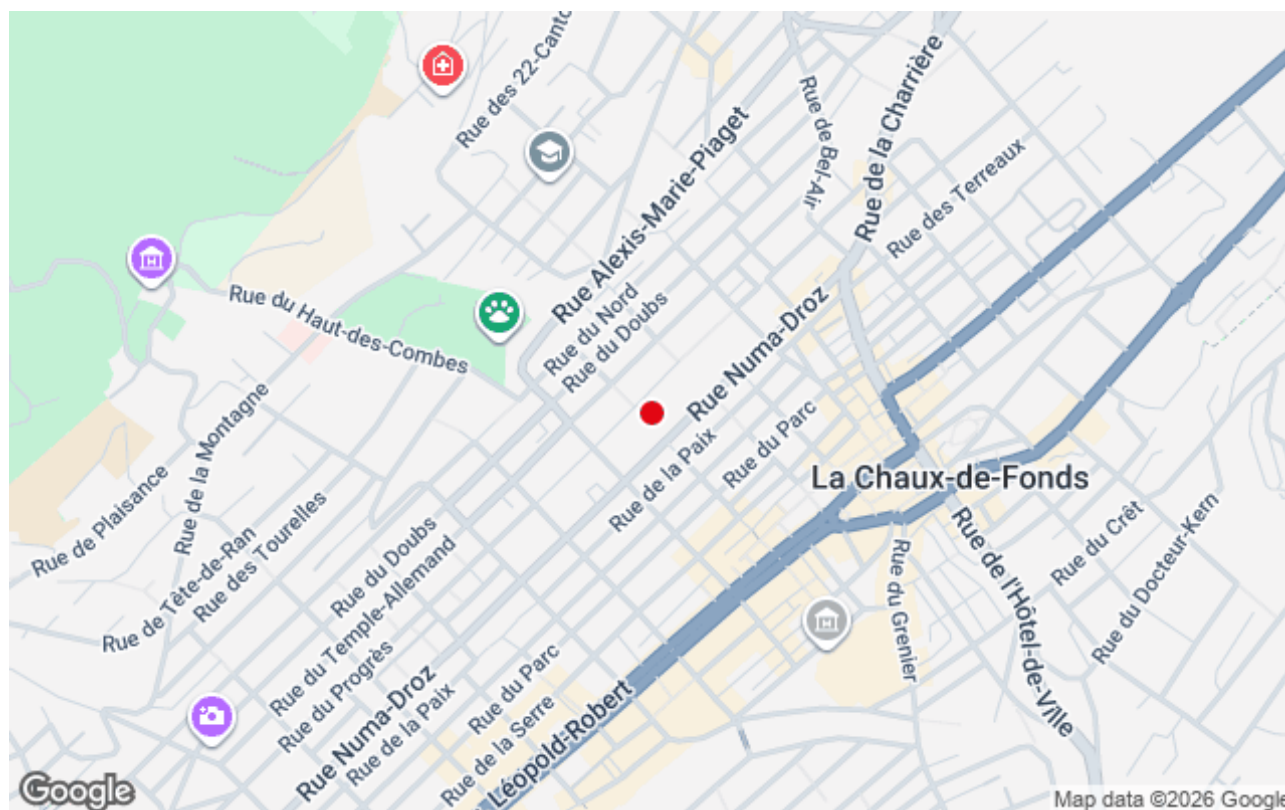 Rue des 22-Canto
Rue de Bel-Air
Rue de la Charrière
Rue Alexis-Marie-Piaget
Rue des Terreaux
Rue du Haut-des-Combes
Rue du Nord
Rue du Doubs
Rue Numa-Droz
Rue de la Montagne
Rue du Parc
Rue de la Paix
La Chaux-de-Fonds
Rue de Plaisance
Rue des Tourelles
Rue de Tête-de-Ran
Rue du Doubs
Rue du Crêt
Rue du Docteur-Kern
Rue du Temple-Allemand
Rue du Grenier
Rue de l'Hôtel-de-Ville
Rue du Progrès
Rue Numa-Droz
Rue de la Paix
Rue du Parc
Rue de la Serre
Léopold-Robert
Google
Map data ©2026 Google